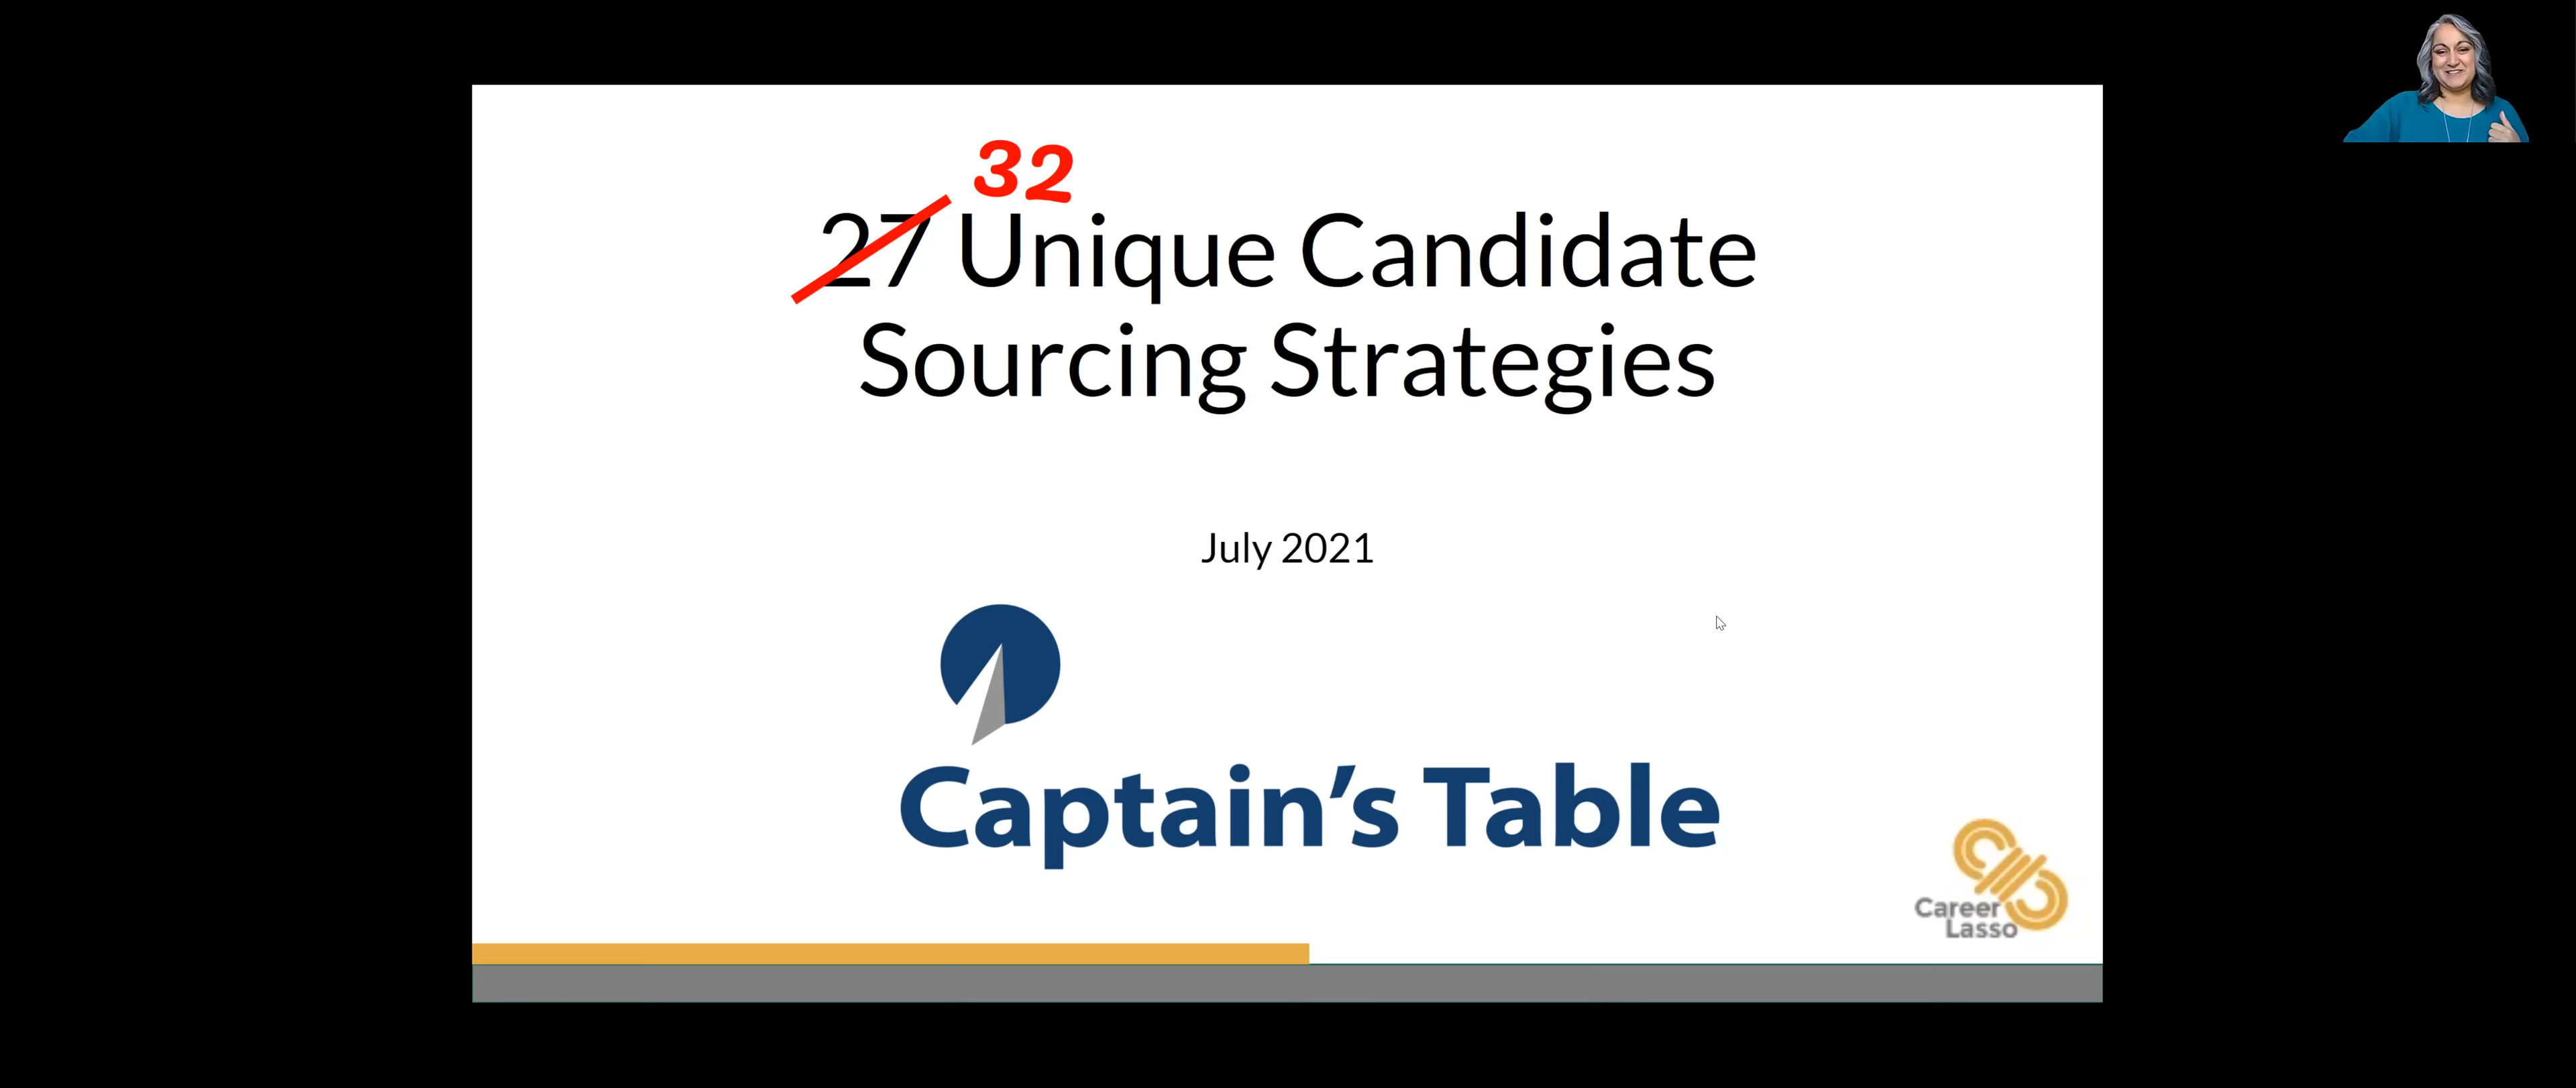 32
27 Unique Candidate
Sourcing Strategies
July 2021
Captain's Table
Career
Lasso